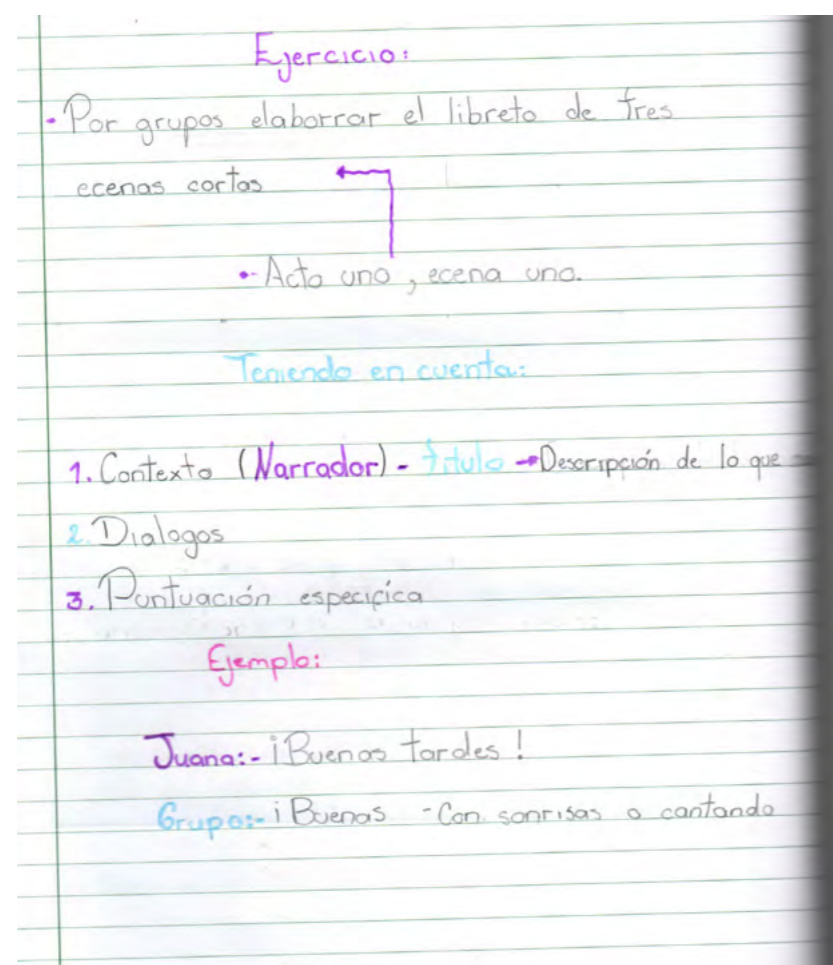 Ejercicio:
- Por grupos elaborrar el libreto de tres
ecenas cortas
- Acto uno, ecena uno.
Teniendo en cuenta:
1. Contexto (Narrador) - título → Descripción de lo que
2. Dialogos
3. Puntuación especifica
Ejemplo:
Juana:- ¡Buenas tardes!
Grupo:- ¡Buenas - Con sonrisas o cantando